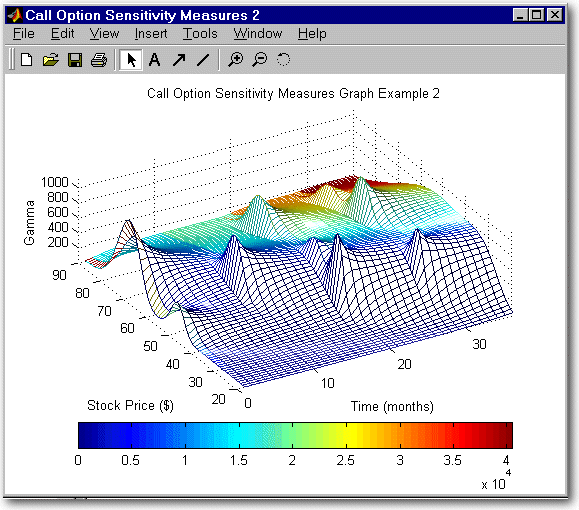 Call Option Sensitivity Measures 2
File Edit View Insert Tools Window Help
A
Call Option Sensitivity Measures Graph Example 2
1000
800
600
400
200
Gamma
90
80
70
60
50
40
30
20
0
10
20
30
Stock Price ($)
Time (months)
0 0.5 1 1.5 2 2.5 3 3.5 4
x 10^4